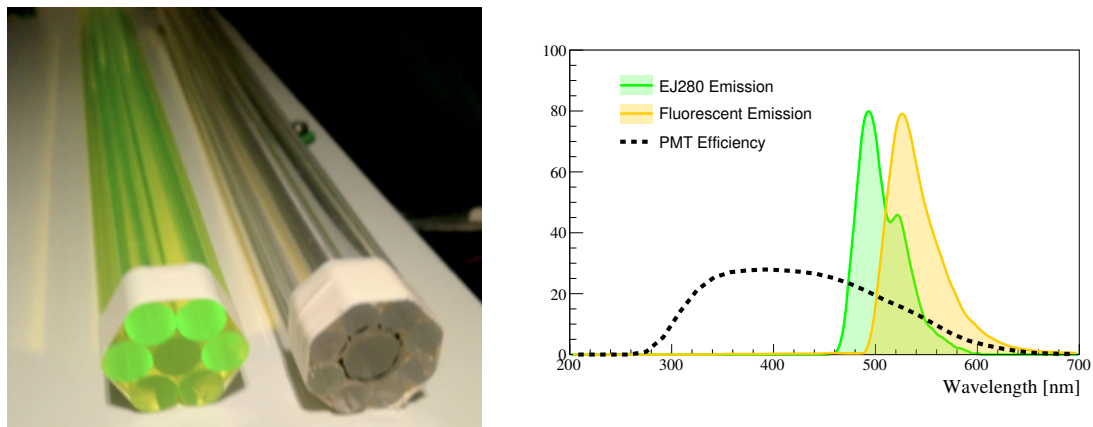 100
80
60
40
20
0
200 300 400 500 600 700
EJ280 Emission
Fluorescent Emission
PMT Efficiency
Wavelength [nm]